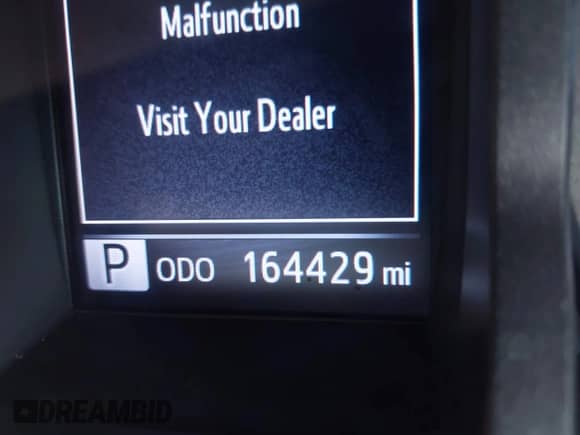 Malfunction
Visit Your Dealer
P ODO 164429 mi
DREAMBID